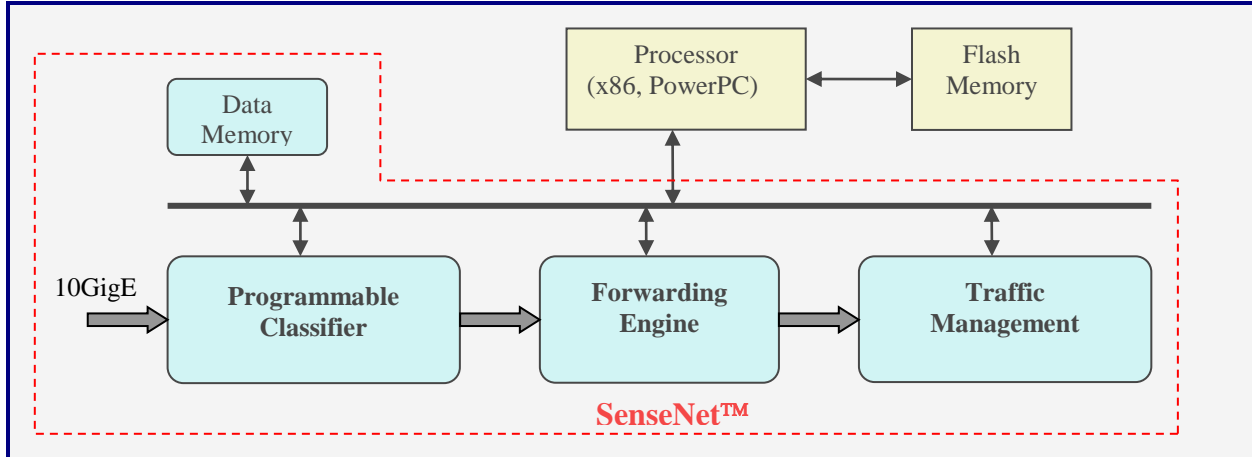 Processor
(x86, PowerPC)
Flash
Memory
Data
Memory
10GigE
Programmable
Classifier
Forwarding
Engine
Traffic
Management
SenseNet™